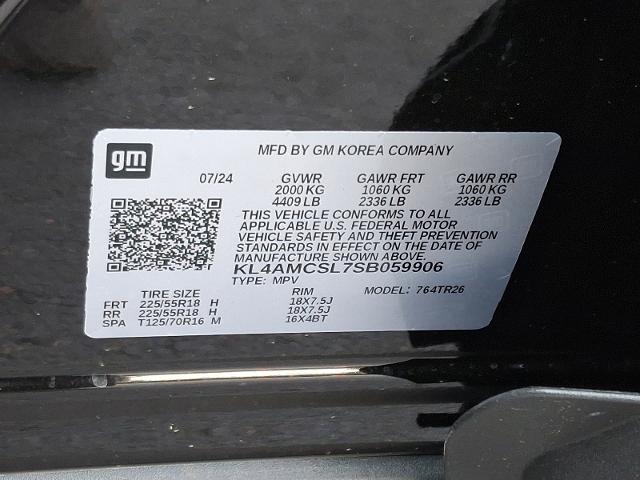 gm
MFD BY GM KOREA COMPANY
07/24 GVWR GAWR FRT GAWR RR
2000 KG 1060 KG 1060 KG
4409 LB 2336 LB 2336 LB
THIS VEHICLE CONFORMS TO ALL
APPLICABLE U.S. FEDERAL MOTOR
VEHICLE SAFETY AND THEFT PREVENTION
STANDARDS IN EFFECT ON THE DATE OF
MANUFACTURE SHOWN ABOVE.
KL4AMCSL7SB059906
TYPE: MPV
TIRE SIZE RIM MODEL: 764TR26
FRT 225/55R18 H 18X7.5J
RR 225/55R18 H 18X7.5J
SPA T125/70R16 M 16X4BT